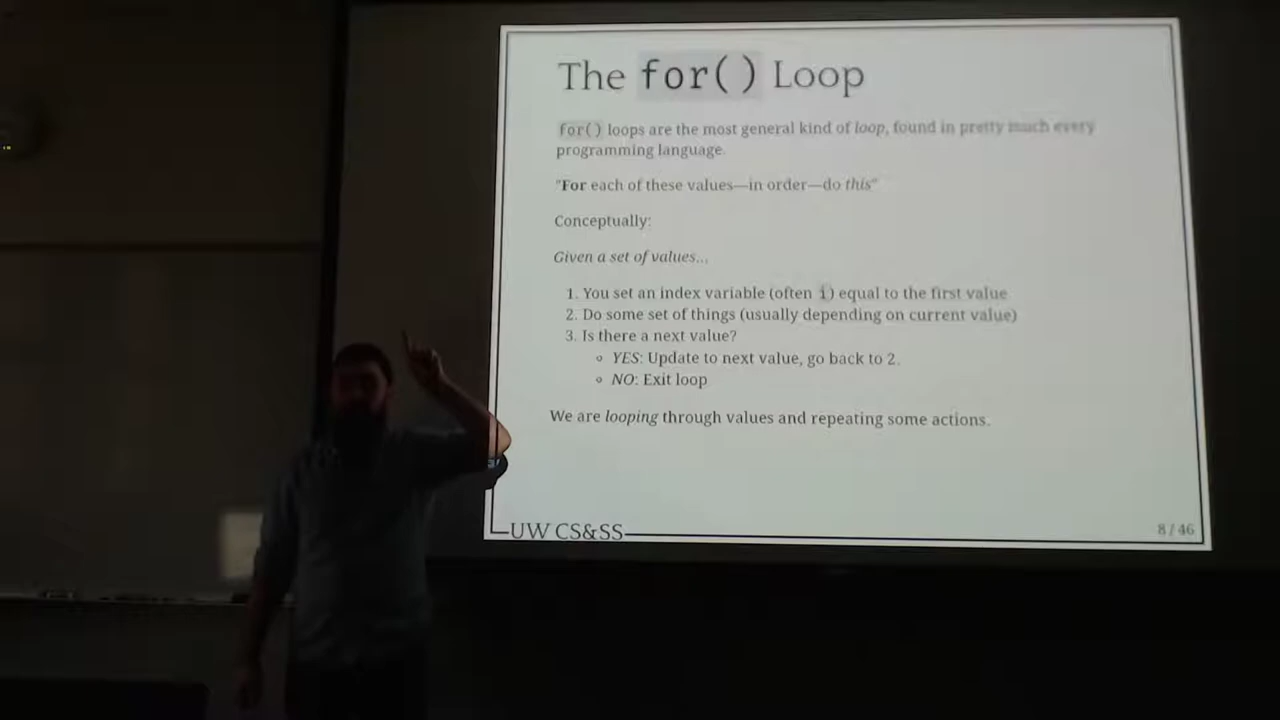 The for() Loop
for() loops are the most general kind of loop, found in pretty much every
programming language.
"For each of these values—in order—do this"
Conceptually:
Given a set of values...
1. You set an index variable (often i) equal to the first value
2. Do some set of things (usually depending on current value)
3. Is there a next value?
◦ YES: Update to next value, go back to 2.
◦ NO: Exit loop
We are looping through values and repeating some actions.
UW CS&SS
8 / 46